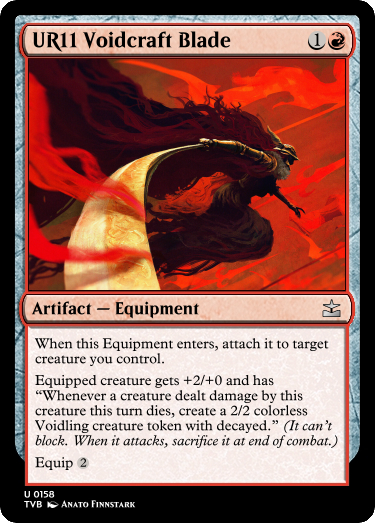 UR11 Voidcraft Blade 1
Artifact — Equipment
When this Equipment enters, attach it to target
creature you control.
Equipped creature gets +2/+0 and has
“Whenever a creature dealt damage by this
creature this turn dies, create a 2/2 colorless
Voidling creature token with decayed.” (It can’t
block. When it attacks, sacrifice it at end of combat.)
Equip 2
U 0158
TVB Anato Finnstark